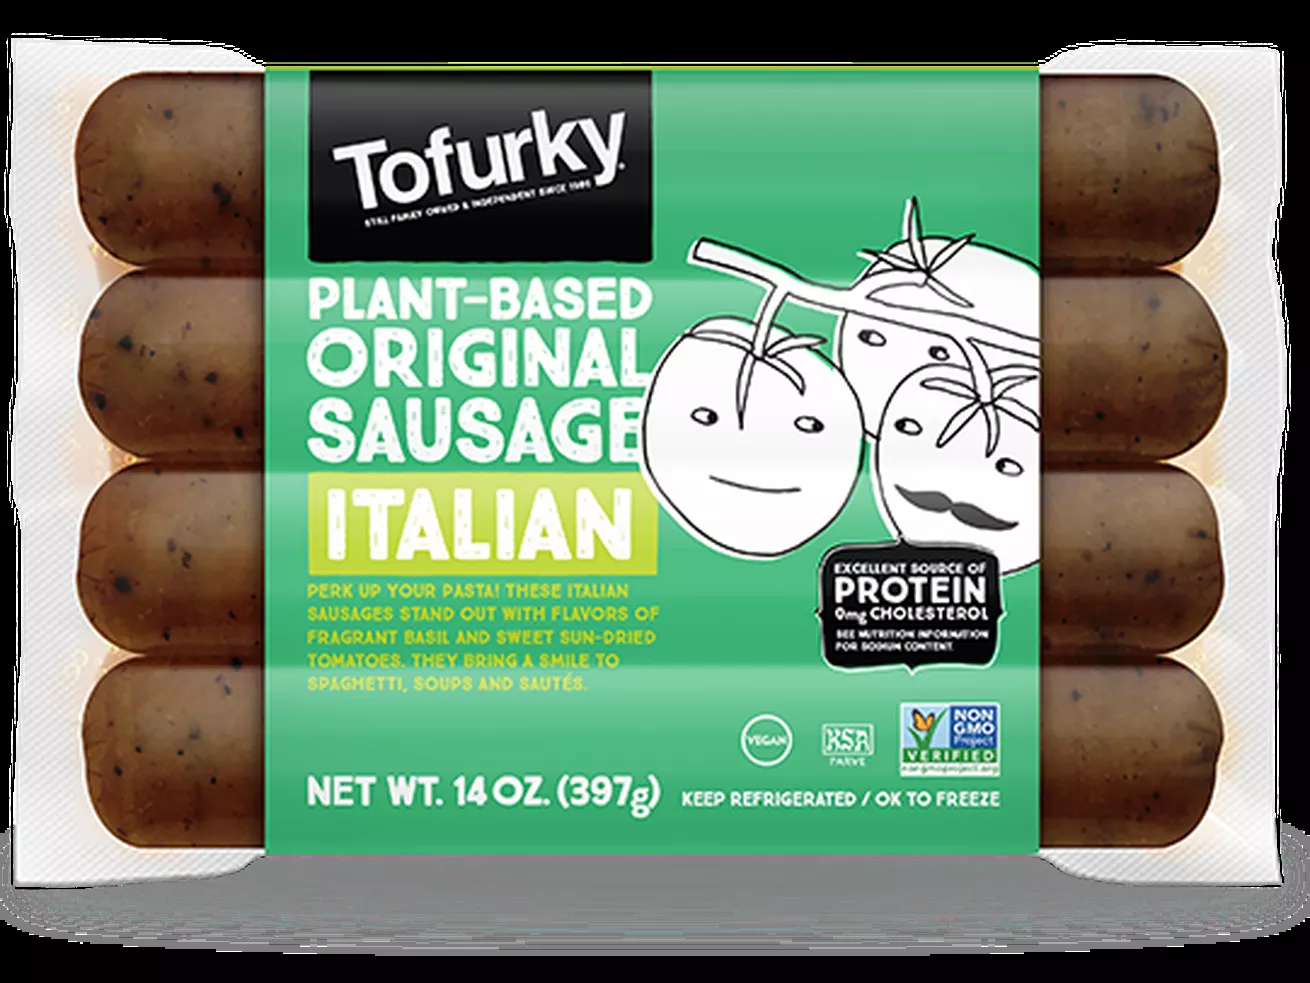 Tofurky
STILL FAMILY OWNED & INDEPENDENT SINCE 1980
PLANT-BASED
ORIGINAL
SAUSAGE
ITALIAN
PERK UP YOUR PASTA! THESE ITALIAN
SAUSAGES STAND OUT WITH FLAVORS OF
FRAGRANT BASIL AND SWEET SUN-DRIED
TOMATOES. THEY BRING A SMILE TO
SPAGHETTI, SOUPS AND SAUTÉS.
EXCELLENT SOURCE OF
PROTEIN
0mg CHOLESTEROL
SEE NUTRITION INFORMATION
FOR SODIUM CONTENT.
VEGAN
KSA
PARVE
NON
GMO
Project
VERIFIED
nongmoproject.org
NET WT. 14 OZ. (397g)
KEEP REFRIGERATED / OK TO FREEZE